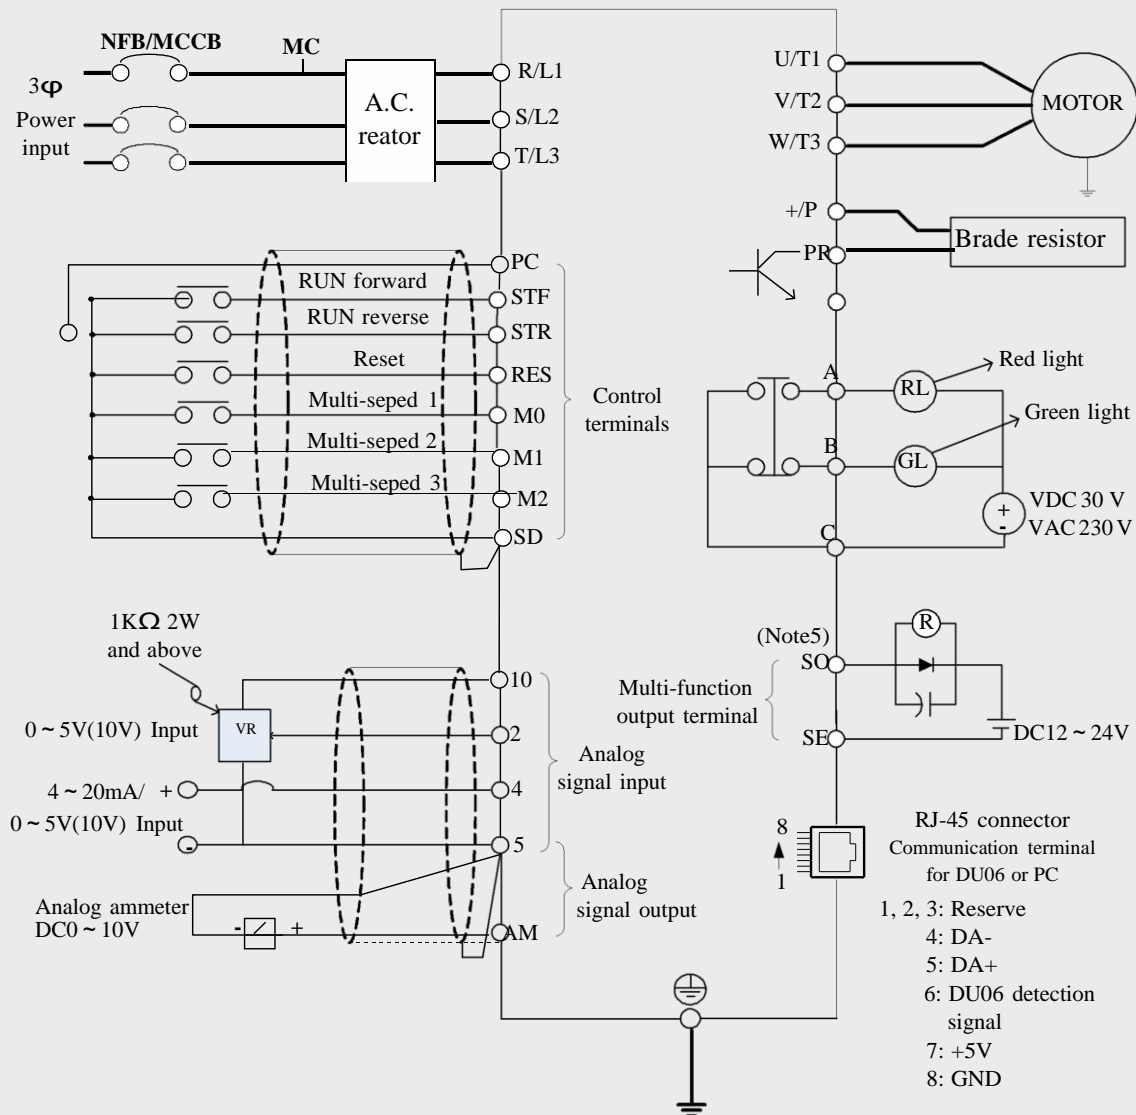 NFB/MCCB
MC
3φ
Power
input
A.C.
reator
R/L1
S/L2
T/L3
U/T1
V/T2
W/T3
MOTOR
+/P
PR
Brade resistor
PC
RUN forward
STF
RUN reverse
STR
Reset
RES
Multi-seped 1
M0
Multi-seped 2
M1
Multi-seped 3
M2
SD
Control
terminals
A
RL
Red light
B
GL
Green light
C
+
-
VDC 30 V
VAC 230 V
1KΩ 2W
and above
VR
0~5V(10V) Input
4~20mA/ +
0~5V(10V) Input
-
10
2
4
5
Analog
signal input
Analog ammeter
DC0~10V
- +
AM
Analog
signal output
(Note5)
SO
SE
Multi-function
output terminal
R
DC12~24V
8
1
RJ-45 connector
Communication terminal
for DU06 or PC
1, 2, 3: Reserve
4: DA-
5: DA+
6: DU06 detection
signal
7: +5V
8: GND